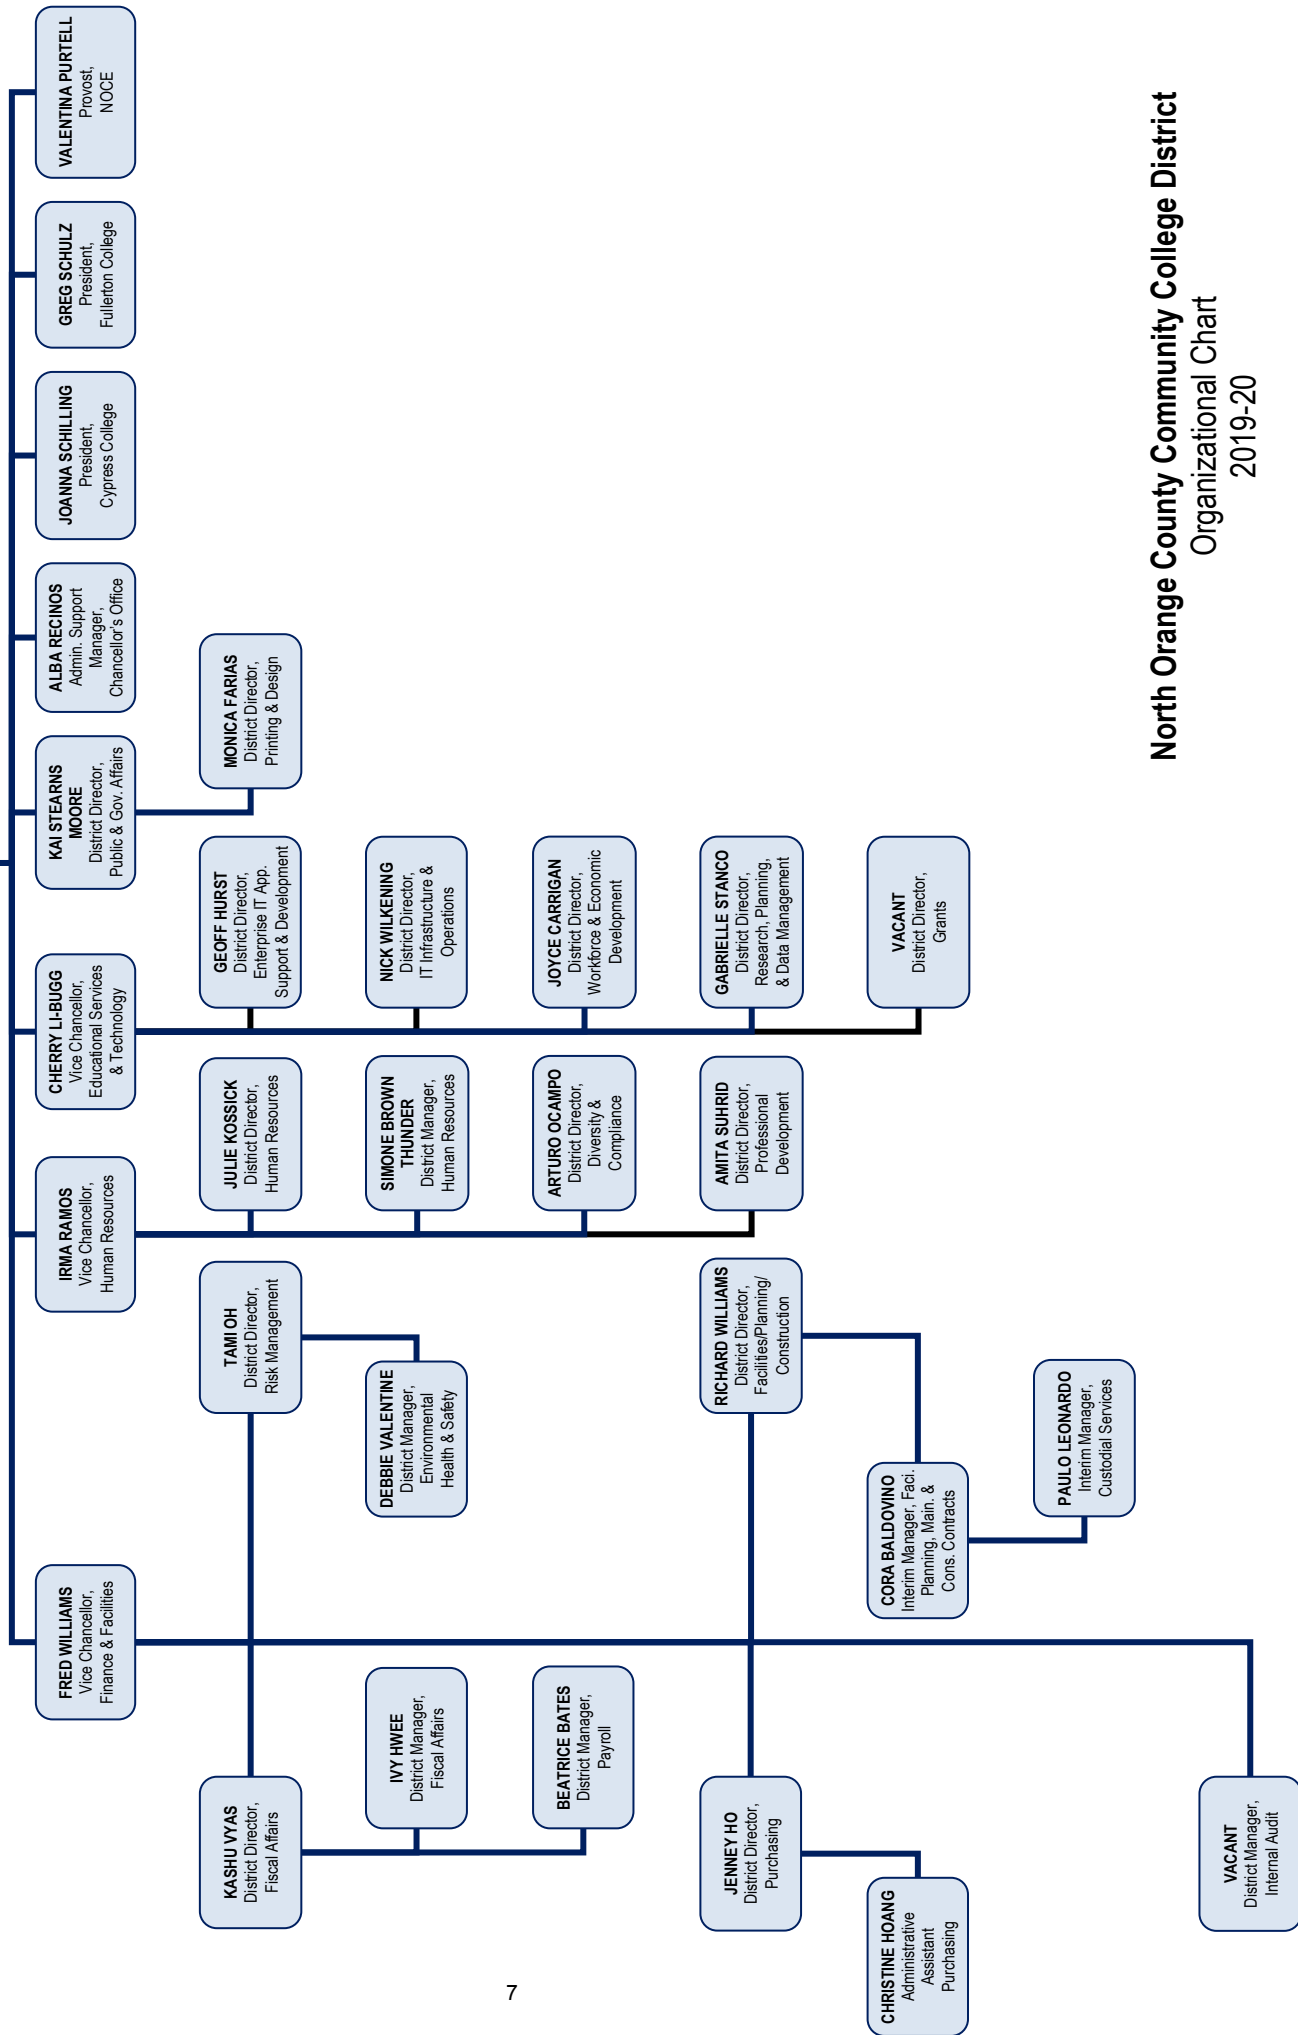 FRED WILLIAMS
Vice Chancellor,
Finance & Facilities
IRMA RAMOS
Vice Chancellor,
Human Resources
CHERRY LI-BUGG
Vice Chancellor,
Educational Services
& Technology
KAI STEARNS
MOORE
District Director,
Public & Gov. Affairs
ALBA RECINOS
Admin. Support
Manager,
Chancellor's Office
JOANNA SCHILLING
President,
Cypress College
GREG SCHULZ
President,
Fullerton College
VALENTINA PURTELL
Provost,
NOCE
KASHU VYAS
District Director,
Fiscal Affairs
TAMI OH
District Director,
Risk Management
JULIE KOSSICK
District Director,
Human Resources
GEOFF HURST
District Director,
Enterprise IT App.
Support & Development
MONICA FARIAS
District Director,
Printing & Design
IVY HWEE
District Manager,
Fiscal Affairs
DEBBIE VALENTINE
District Manager,
Environmental
Health & Safety
SIMONE BROWN
THUNDER
District Manager,
Human Resources
NICK WILKENING
District Director,
IT Infrastructure &
Operations
BEATRICE BATES
District Manager,
Payroll
ARTURO OCAMPO
District Director,
Diversity &
Compliance
JOYCE CARRIGAN
District Director,
Workforce & Economic
Development
JENNEY HO
District Director,
Purchasing
RICHARD WILLIAMS
District Director,
Facilities/Planning/
Construction
AMITA SUHRID
District Director,
Professional
Development
GABRIELLE STANCO
District Director,
Research, Planning,
& Data Management
CHRISTINE HOANG
Administrative
Assistant
Purchasing
CORA BALDOVINO
Interim Manager, Faci.
Planning, Main. &
Cons. Contracts
VACANT
District Director,
Grants
PAULO LEONARDO
Interim Manager,
Custodial Services
VACANT
District Manager,
Internal Audit
North Orange County Community College District
Organizational Chart
2019-20
7